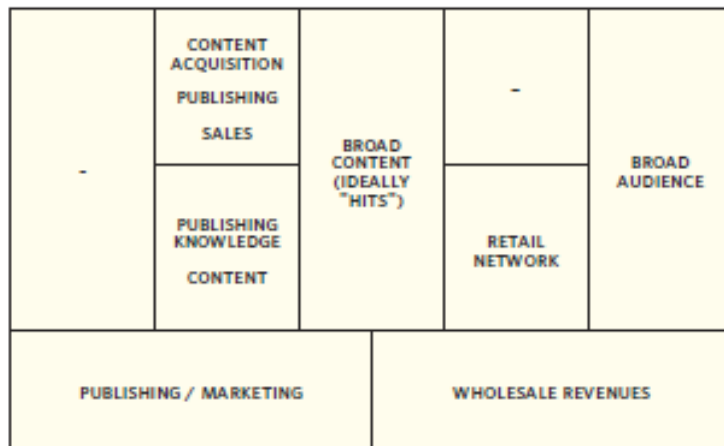 -
CONTENT
ACQUISITION
PUBLISHING
SALES
PUBLISHING
KNOWLEDGE
CONTENT
BROAD
CONTENT
(IDEALLY
"HITS")
-
RETAIL
NETWORK
BROAD
AUDIENCE
PUBLISHING / MARKETING
WHOLESALE REVENUES